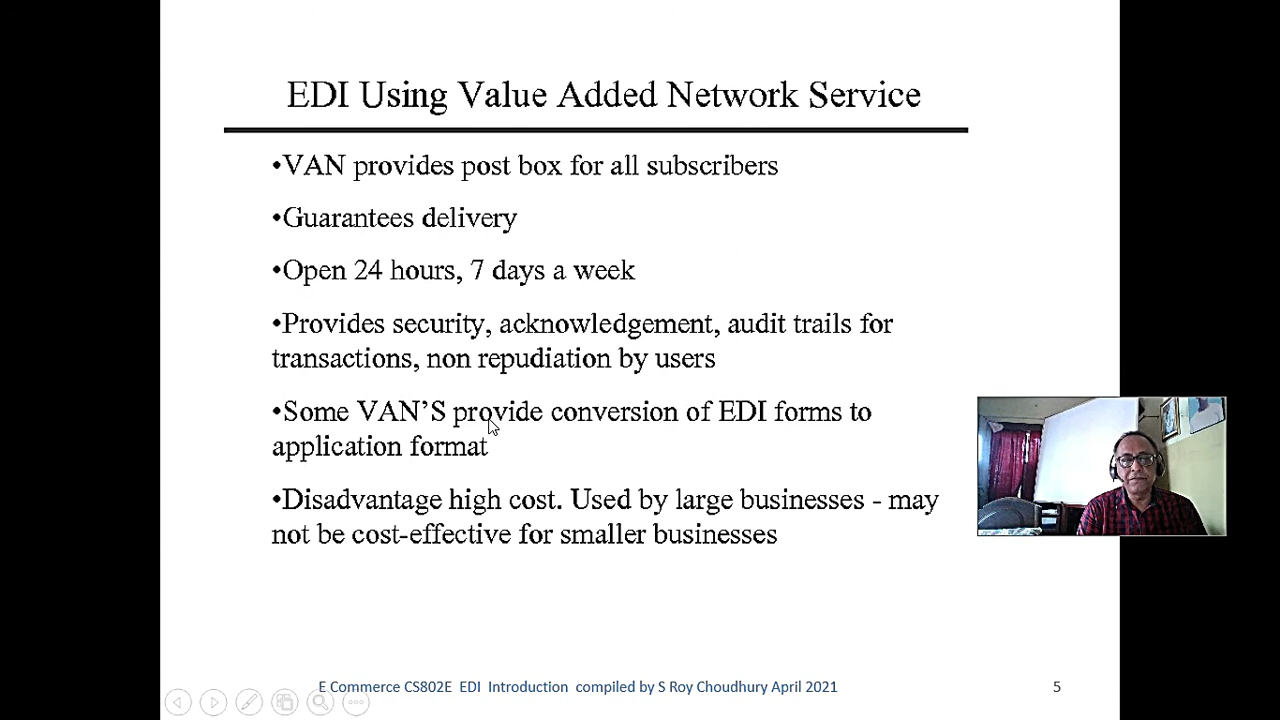 EDI Using Value Added Network Service
•VAN provides post box for all subscribers
•Guarantees delivery
•Open 24 hours, 7 days a week
•Provides security, acknowledgement, audit trails for
transactions, non repudiation by users
•Some VAN’S provide conversion of EDI forms to
application format
•Disadvantage high cost. Used by large businesses - may
not be cost-effective for smaller businesses
E Commerce CS802E EDI Introduction compiled by S Roy Choudhury April 2021
5